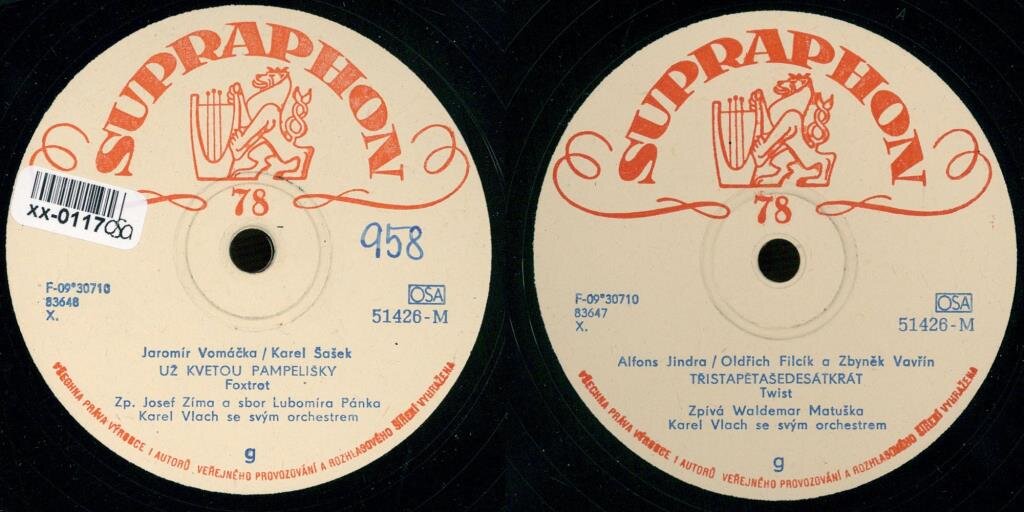 SUPRAPHON
78
xx-0117
958
F-09*30710
83648
X.
OSA
51426-M
Jaromír Vomáčka / Karel Šašek
UŽ KVETOU PAMPELIŠKY
Foxtrot
Zp. Josef Zíma a sbor Lubomíra Pánka
Karel Vlach se svým orchestrem
g
VŠECHNA PRÁVA VÝROBCE I AUTORŮ. VEŘEJNÉHO PROVOZOVÁNÍ A ROZHLASOVÉHO ŠÍŘENÍ VYHRAŽENA
SUPRAPHON
78
F-09*30710
83647
X.
OSA
51426-M
Alfons Jindra / Oldřich Filcík a Zbyněk Vavřín
TŘISTAPĚTAŠEDESÁTKRÁT
Twist
Zpívá Waldemar Matuška
Karel Vlach se svým orchestrem
g
VŠECHNA PRÁVA VÝROBCE I AUTORŮ VEŘEJNÉHO PROVOZOVÁNÍ A ROZHLASOVÉHO ŠÍŘENÍ VYHRAŽENA